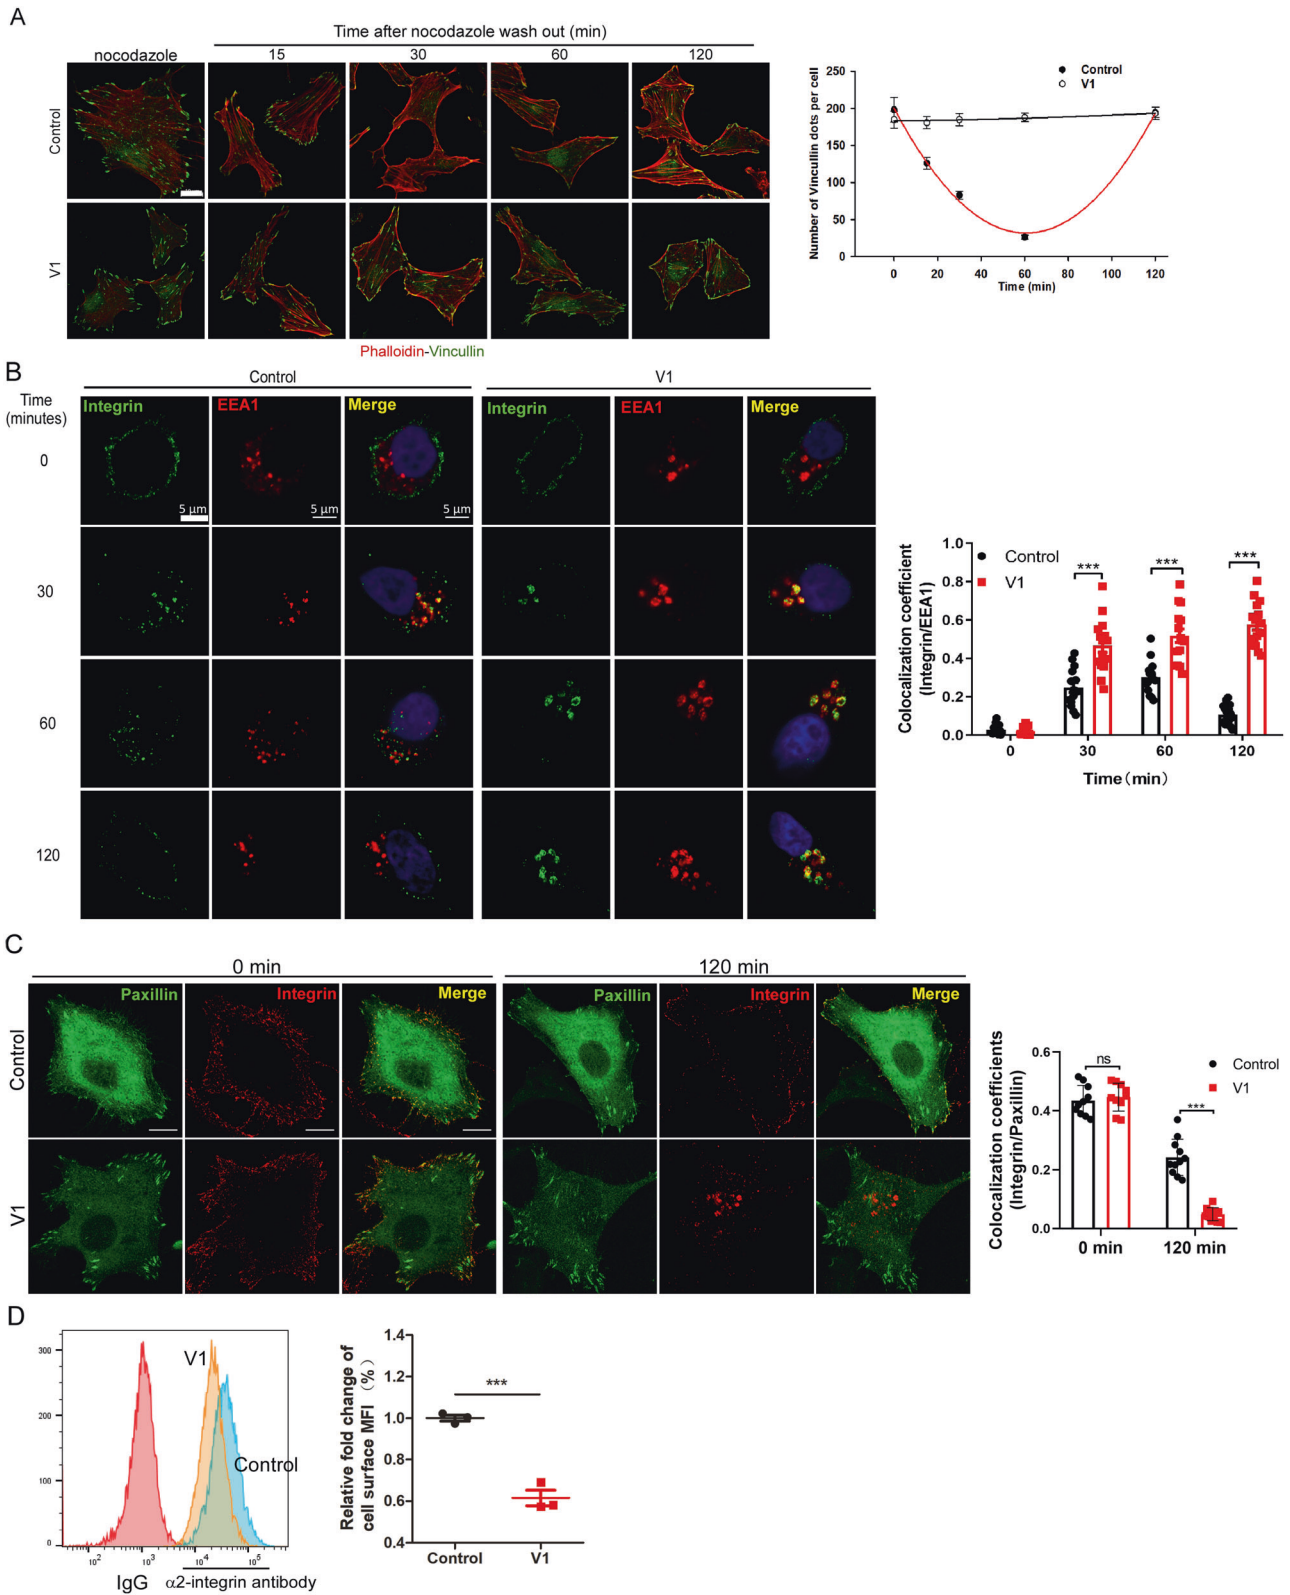 A
Time after nocodazole wash out (min)
nocodazole 15 30 60 120
Control
V1
Phalloidin-Vincullin
Number of Vincullin dots per cell
250
200
150
100
50
0
Control
V1
0 20 40 60 80 100 120
Time (min)
B
Control V1
Time
(minutes)
Integrin EEA1 Merge Integrin EEA1 Merge
0
5 µm 5 µm 5 µm
30
60
120
Colocalization coefficient
(Integrin/EEA1)
1.0
0.8
0.6
0.4
0.2
0.0
Control
V1
*** *** ***
0 30 60 120
Time（min）
C
0 min 120 min
Paxillin Integrin Merge Paxillin Integrin Merge
Control
V1
Colocalization coefficients
(Integrin/Paxillin)
0.6
0.4
0.2
0.0
ns
***
Control
V1
0 min 120 min
D
300
200
100
0
V1
Control
10² 10³ 10⁴ 10⁵
IgG α2-integrin antibody
Relative fold change of
cell surface MFI （%）
1.4
1.2
1.0
0.8
0.6
0.4
***
Control V1